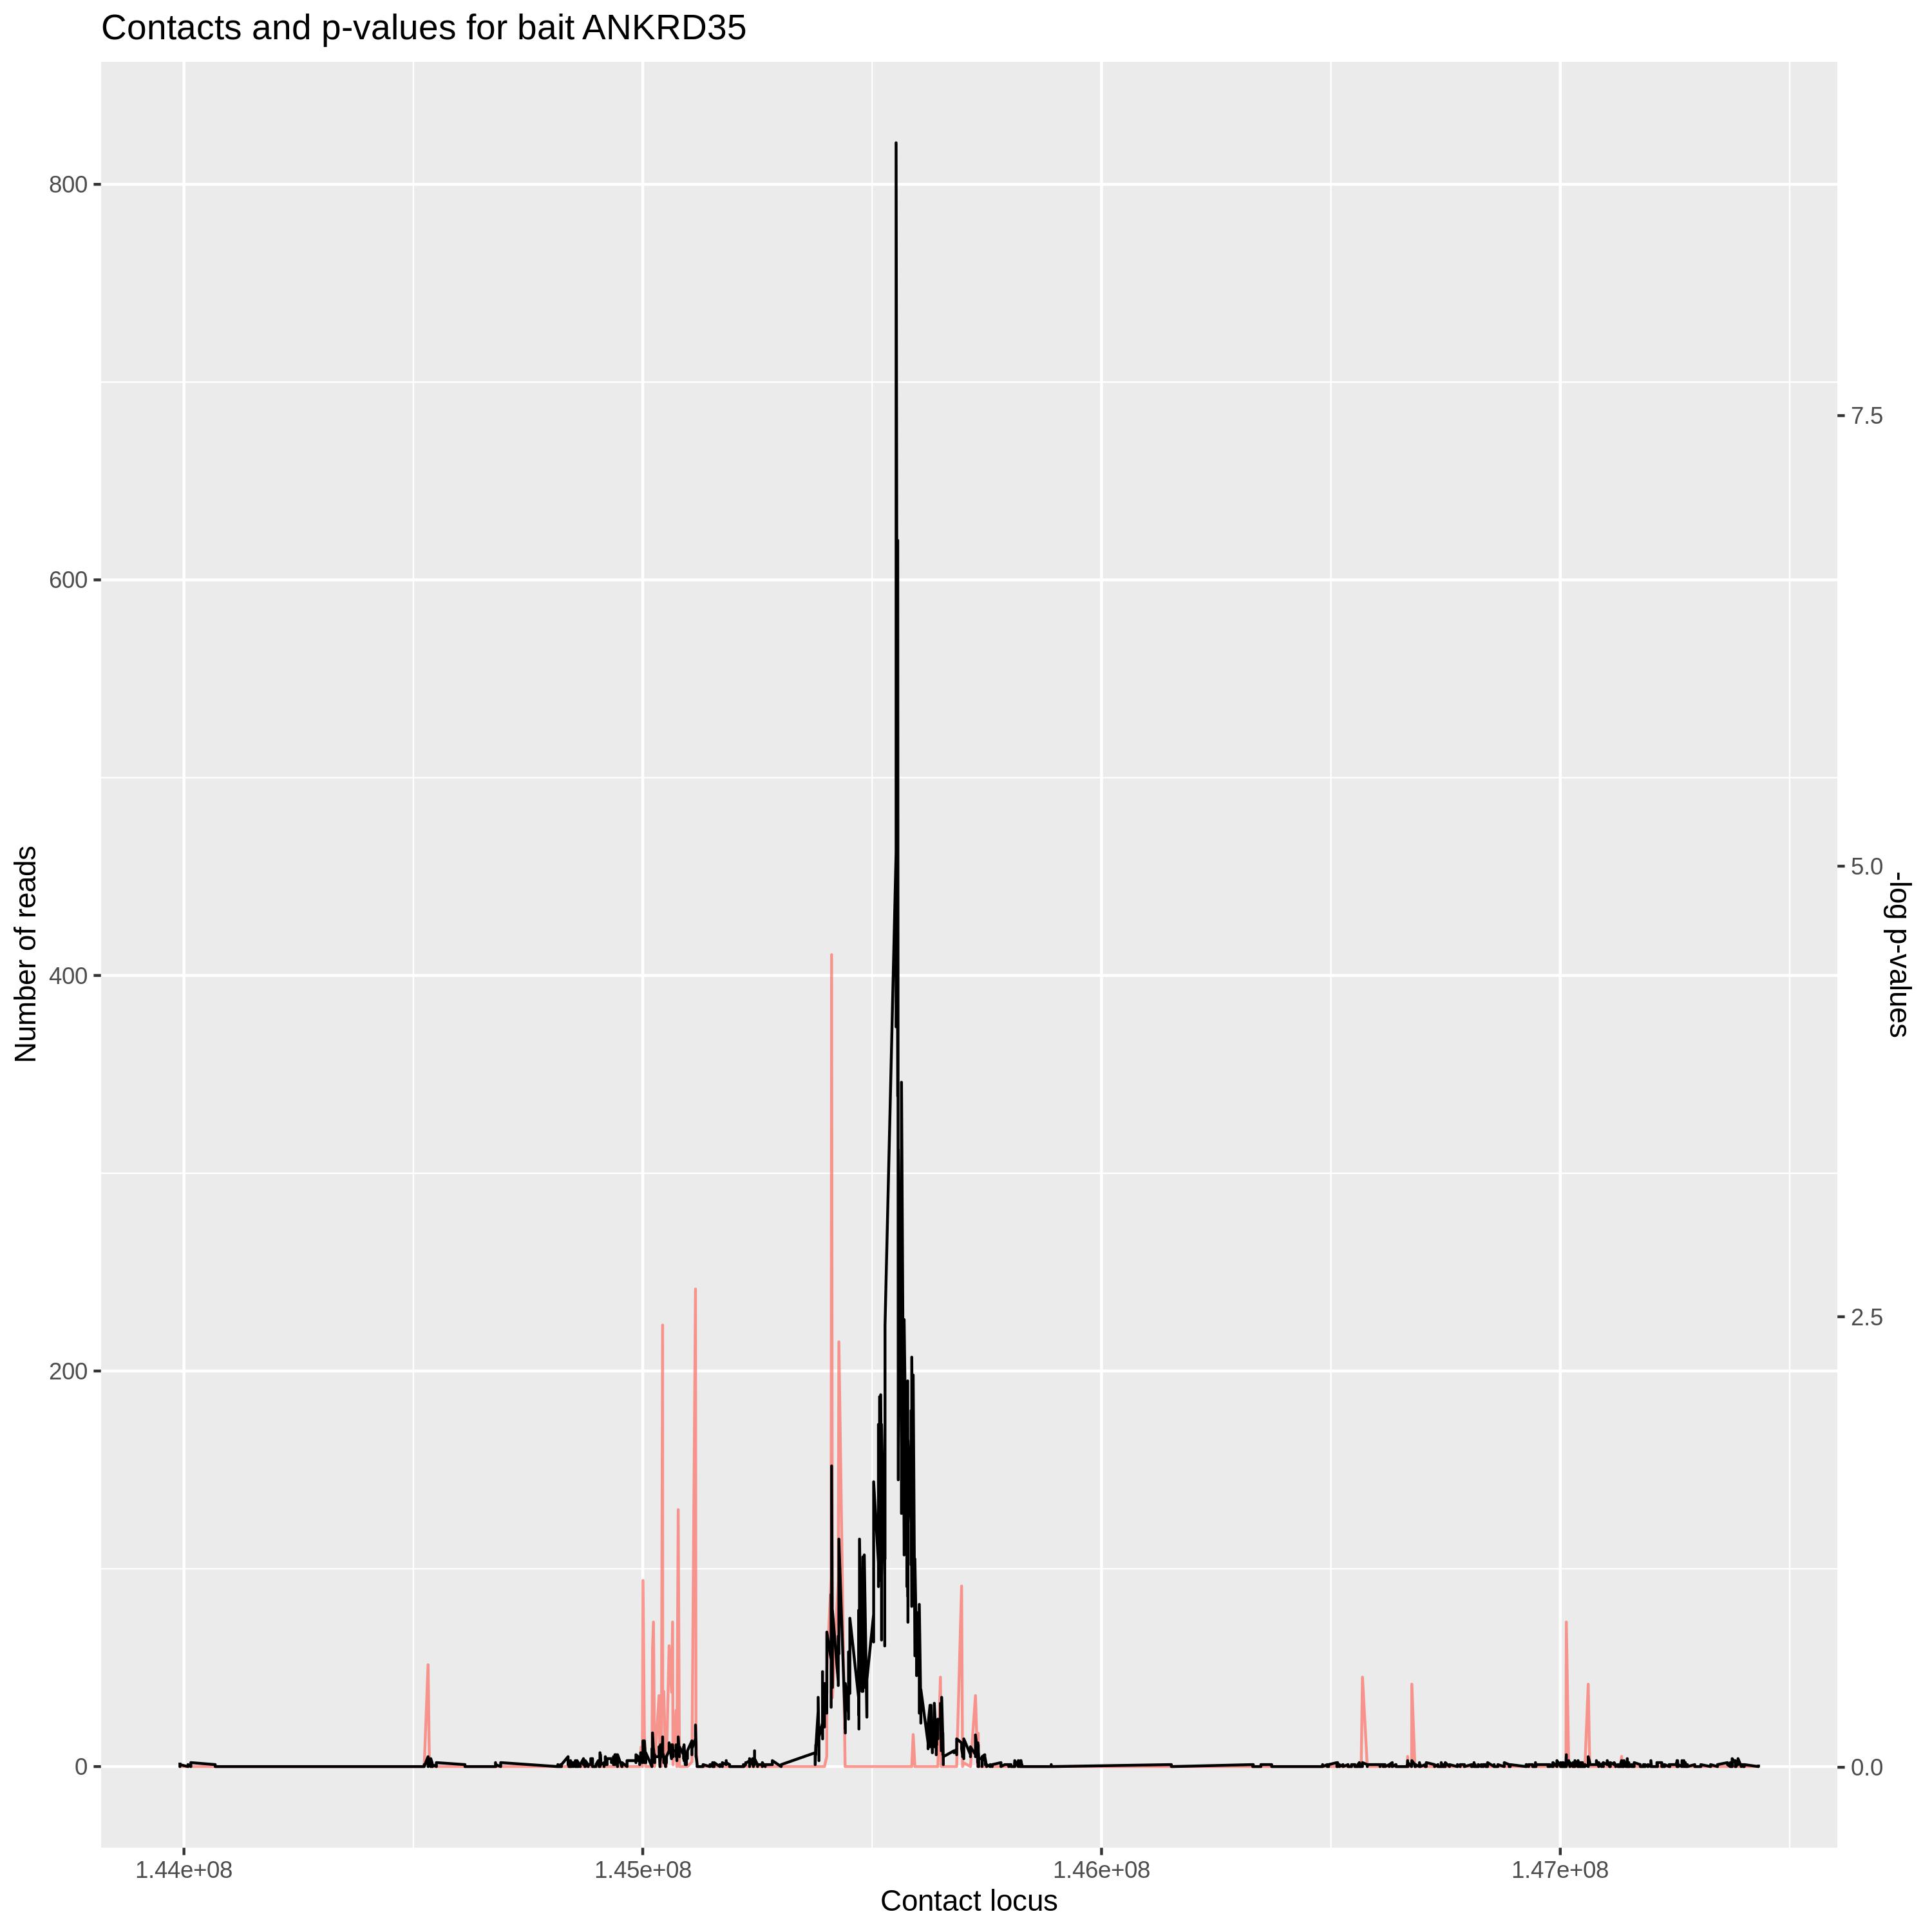 Contacts and p-values for bait ANKRD35
800
600
400
200
0
Number of reads
7.5
5.0
2.5
0.0
-log p-values
1.44e+08
1.45e+08
1.46e+08
1.47e+08
Contact locus